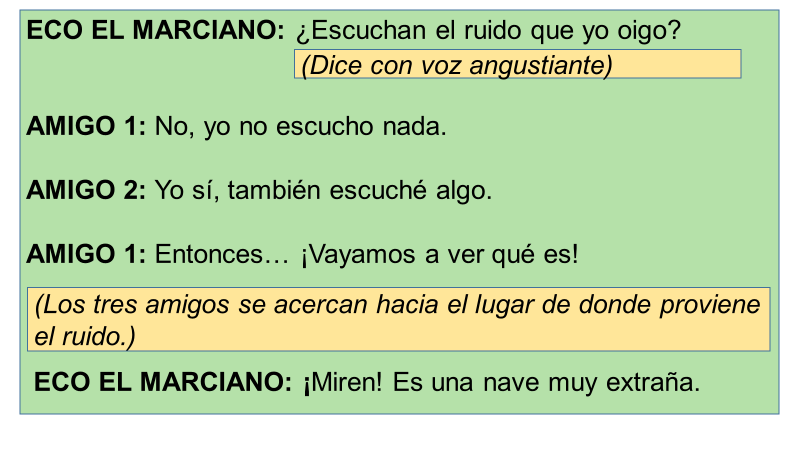 ECO EL MARCIANO: ¿Escuchan el ruido que yo oigo?
(Dice con voz angustiante)
AMIGO 1: No, yo no escucho nada.
AMIGO 2: Yo sí, también escuché algo.
AMIGO 1: Entonces… ¡Vayamos a ver qué es!
(Los tres amigos se acercan hacia el lugar de donde proviene
el ruido.)
ECO EL MARCIANO: ¡Miren! Es una nave muy extraña.